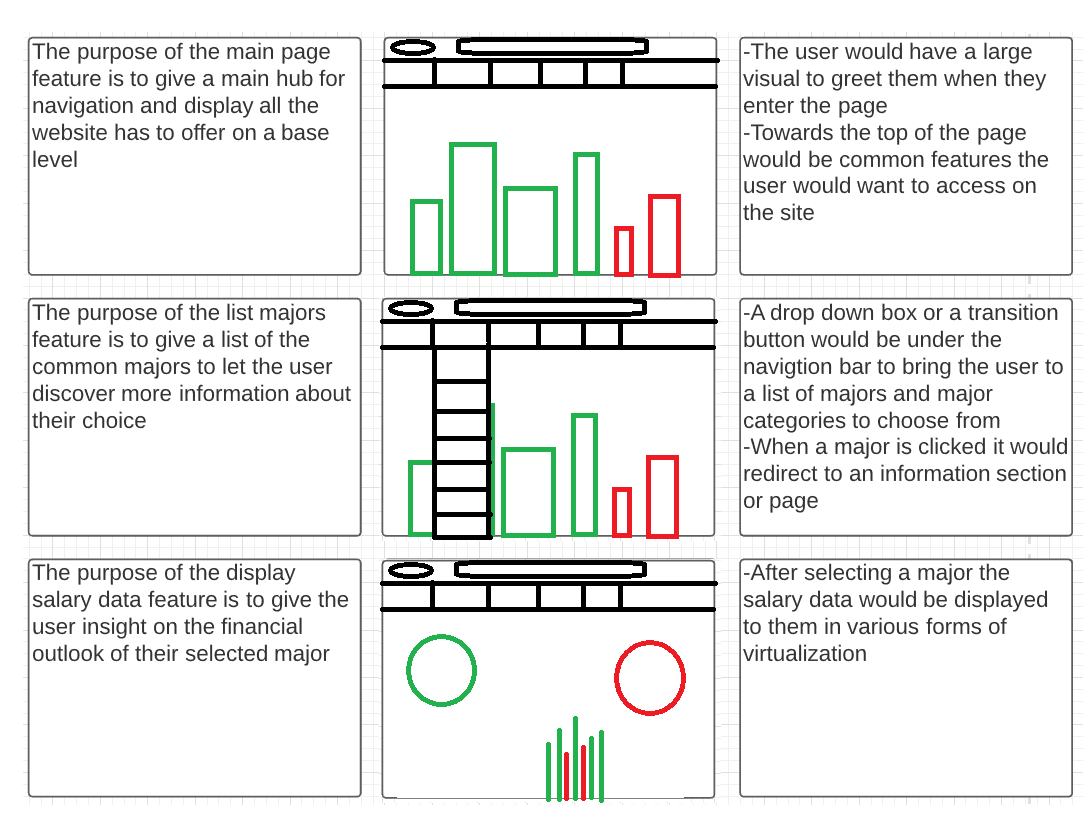 The purpose of the main page
feature is to give a main hub for
navigation and display all the
website has to offer on a base
level
-The user would have a large
visual to greet them when they
enter the page
-Towards the top of the page
would be common features the
user would want to access on
the site
The purpose of the list majors
feature is to give a list of the
common majors to let the user
discover more information about
their choice
-A drop down box or a transition
button would be under the
navigtion bar to bring the user to
a list of majors and major
categories to choose from
-When a major is clicked it would
redirect to an information section
or page
The purpose of the display
salary data feature is to give the
user insight on the financial
outlook of their selected major
-After selecting a major the
salary data would be displayed
to them in various forms of
virtualization